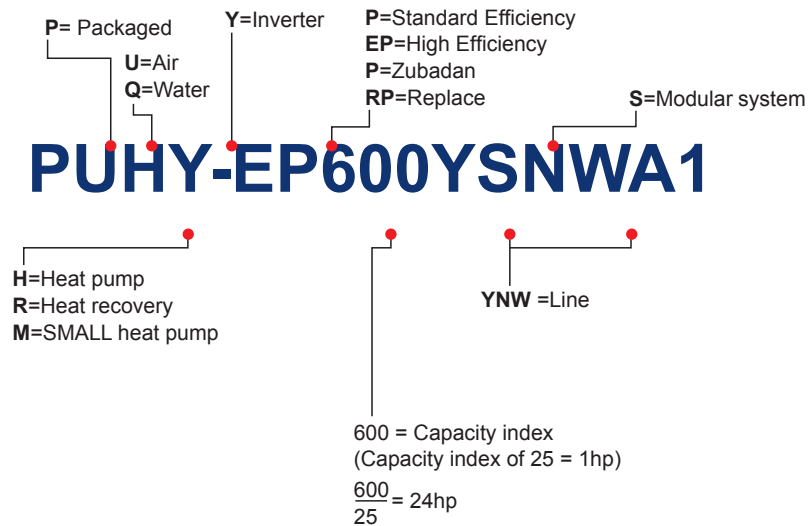 P= Packaged
U=Air
Q=Water
Y=Inverter
P=Standard Efficiency
EP=High Efficiency
P=Zubadan
RP=Replace
S=Modular system
PUHY-EP600YSNWA1
H=Heat pump
R=Heat recovery
M=SMALL heat pump
YNW =Line
600 = Capacity index
(Capacity index of 25 = 1hp)
600
25
= 24hp